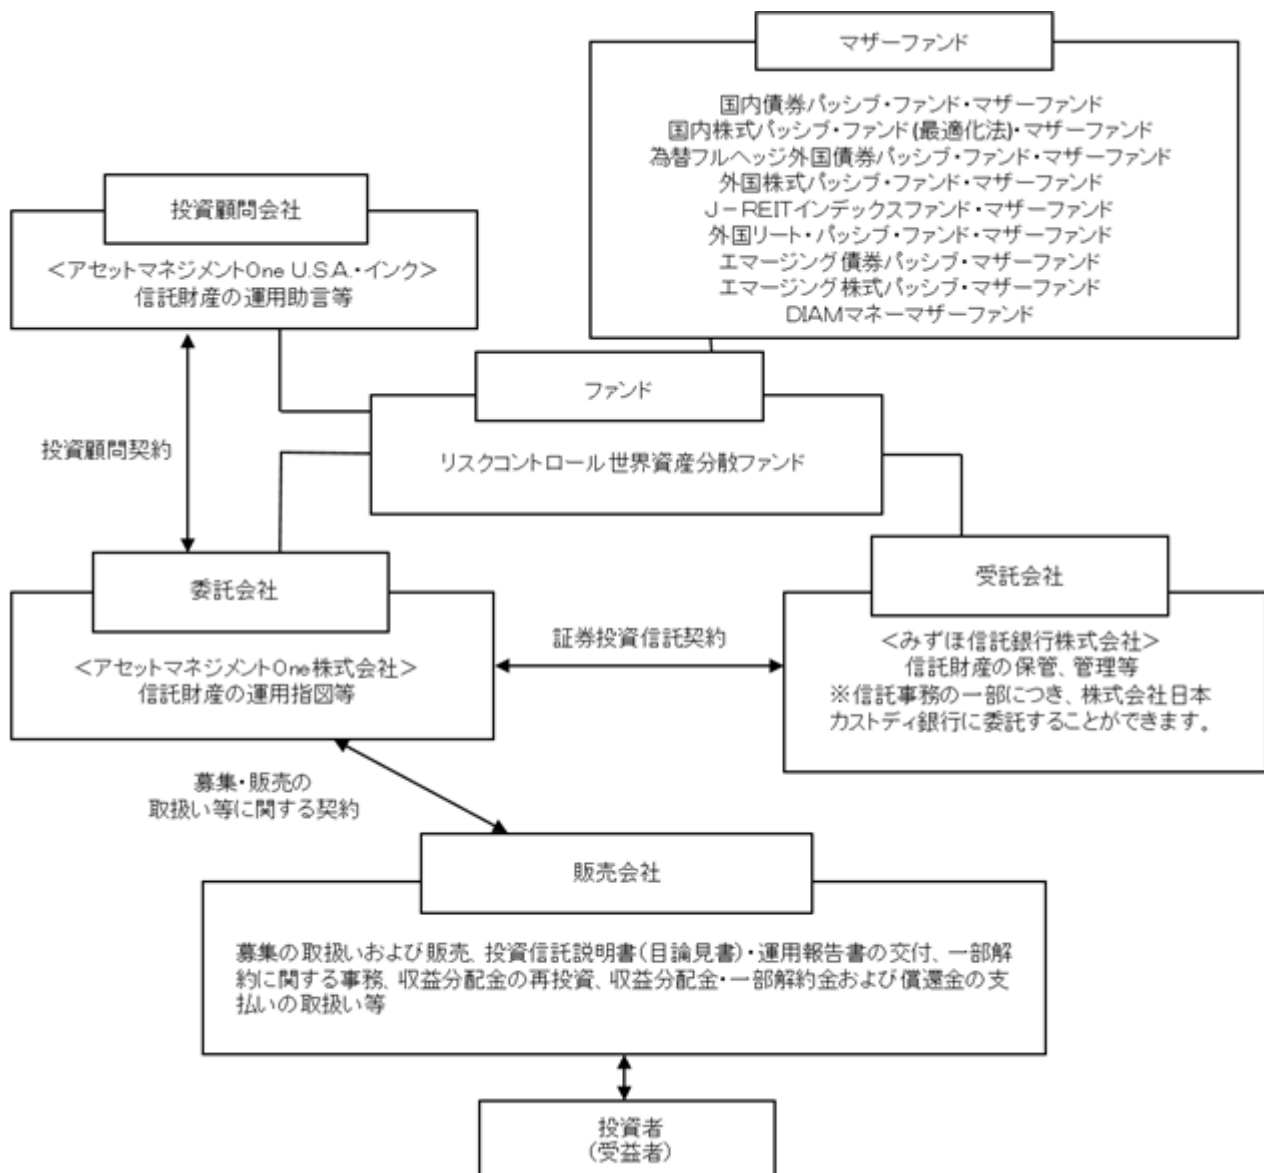 マザーファンド
国内債券パッシブ・ファンド・マザーファンド
国内株式パッシブ・ファンド(最適化法)・マザーファンド
為替フルヘッジ外国債券パッシブ・ファンド・マザーファンド
外国株式パッシブ・ファンド・マザーファンド
J－REITインデックスファンド・マザーファンド
外国リート・パッシブ・ファンド・マザーファンド
エマージング債券パッシブ・マザーファンド
エマージング株式パッシブ・マザーファンド
DIAMマネーマザーファンド
投資顧問会社
＜アセットマネジメントOne U.S.A.・インク＞
信託財産の運用助言等
ファンド
リスクコントロール世界資産分散ファンド
投資顧問契約
委託会社
＜アセットマネジメントOne株式会社＞
信託財産の運用指図等
証券投資信託契約
受託会社
＜みずほ信託銀行株式会社＞
信託財産の保管、管理等
※信託事務の一部につき、株式会社日本
カストディ銀行に委託することができます。
募集・販売の
取扱い等に関する契約
販売会社
募集の取扱いおよび販売、投資信託説明書(目論見書)・運用報告書の交付、一部解
約に関する事務、収益分配金の再投資、収益分配金・一部解約金および償還金の支
払いの取扱い等
投資者
(受益者)